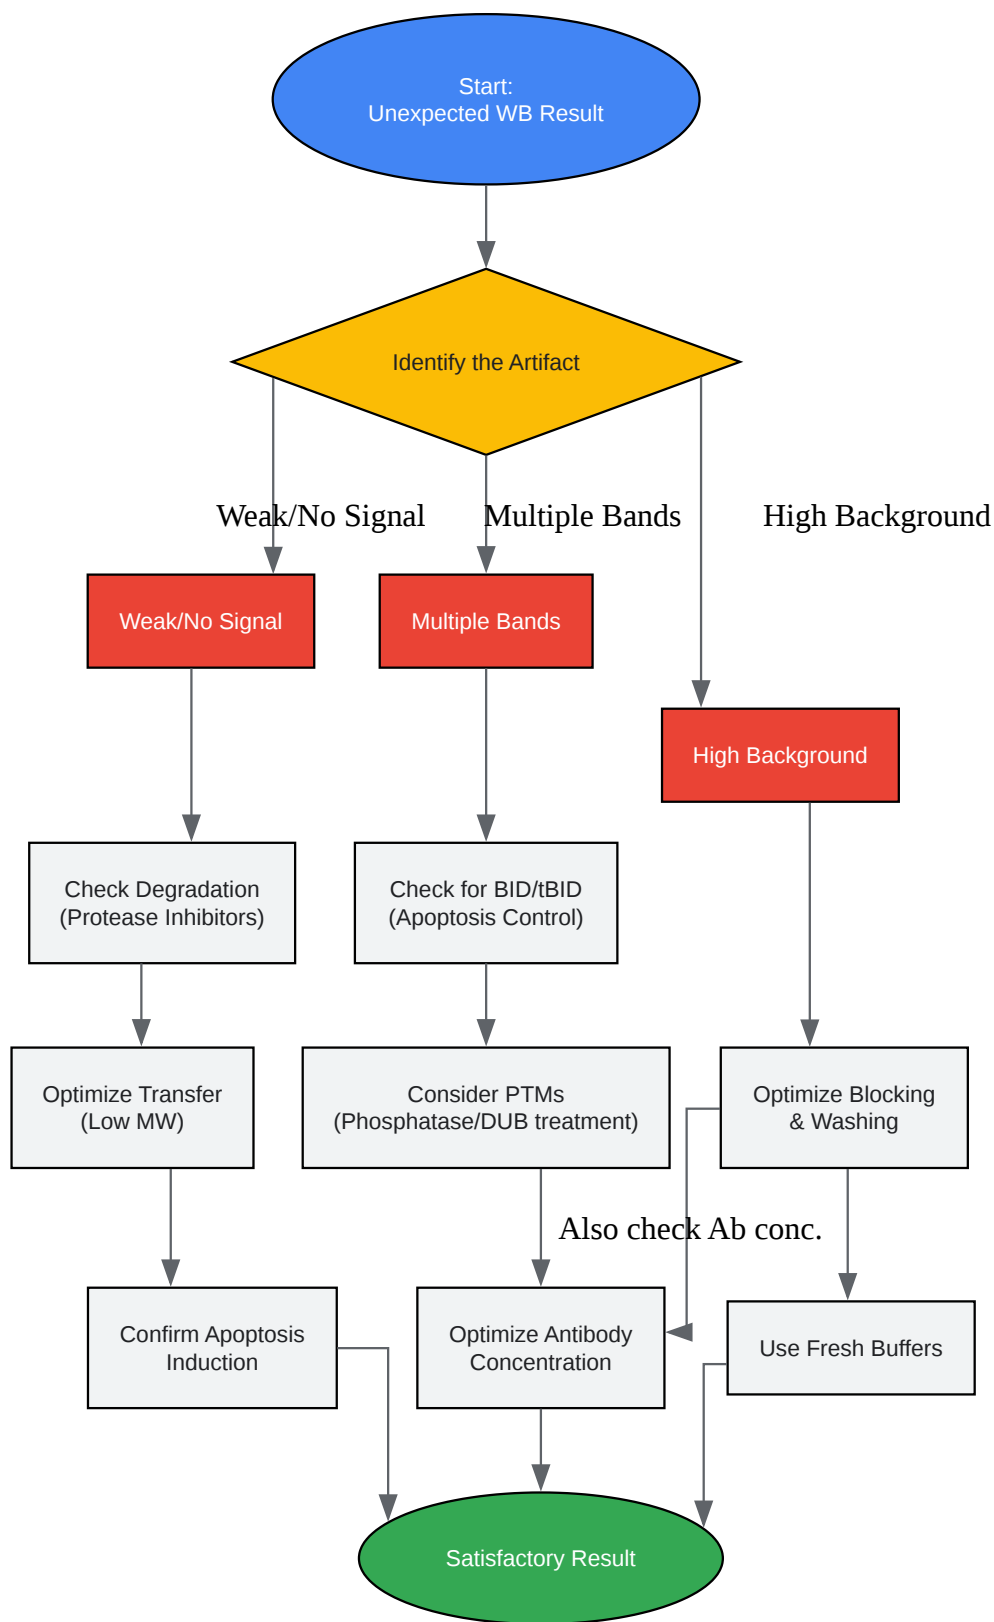 Start:
Unexpected WB Result
Identify the Artifact
Weak/No Signal
Multiple Bands
High Background
Weak/No Signal
Multiple Bands
High Background
Check Degradation
(Protease Inhibitors)
Check for BID/tBID
(Apoptosis Control)
Optimize Transfer
(Low MW)
Consider PTMs
(Phosphatase/DUB treatment)
Optimize Blocking
& Washing
Also check Ab conc.
Confirm Apoptosis
Induction
Optimize Antibody
Concentration
Use Fresh Buffers
Satisfactory Result